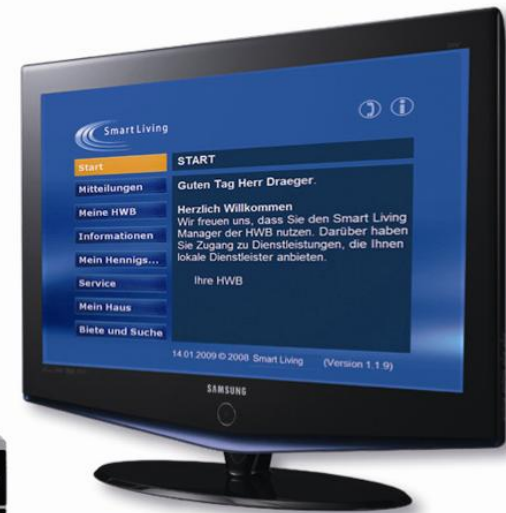 SmartLiving
Start
Mitteilungen
Meine HWB
Informationen
Mein Hennigs...
Service
Mein Haus
Biete und Suche
START
Guten Tag Herr Draeger.
Herzlich Willkommen
Wir freuen uns, dass Sie den Smart Living
Manager der HWB nutzen. Darüber haben
Sie Zugang zu Dienstleistungen, die Ihnen
lokale Dienstleister anbieten.
Ihre HWB
14.01.2009 © 2008 Smart Living (Version 1.1.9)
SAMSUNG